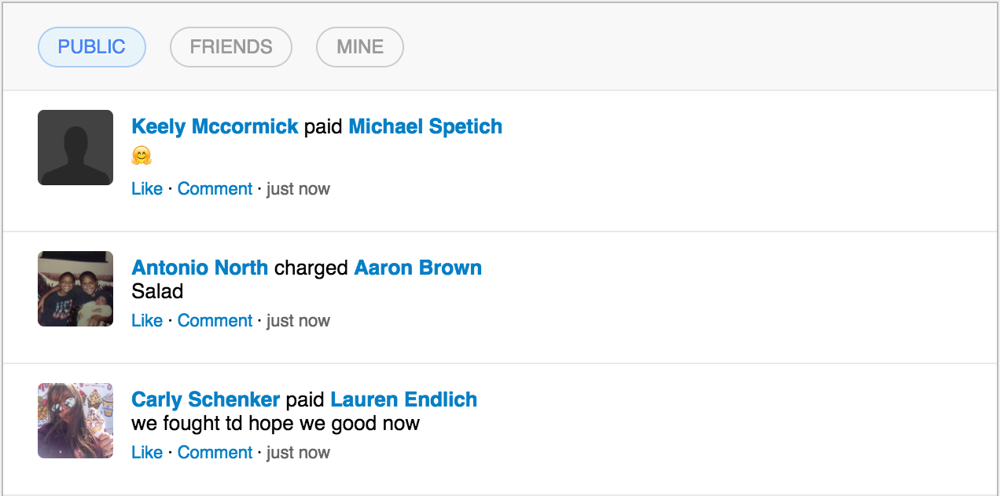 PUBLIC FRIENDS MINE
Keely Mccormick paid Michael Spetich
🤗
Like · Comment · just now
Antonio North charged Aaron Brown
Salad
Like · Comment · just now
Carly Schenker paid Lauren Endlich
we fought td hope we good now
Like · Comment · just now